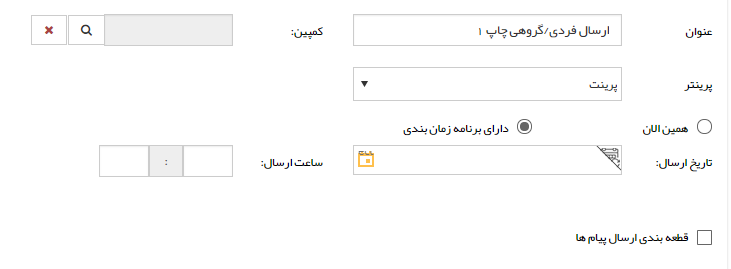 عنوان ارسال فردی/گروهی چاپ ۱ کمپین:
پرینتر پرینت
همین الان دارای برنامه زمان بندی
تاریخ ارسال: ساعت ارسال: :
قطعه بندی ارسال پیام ها